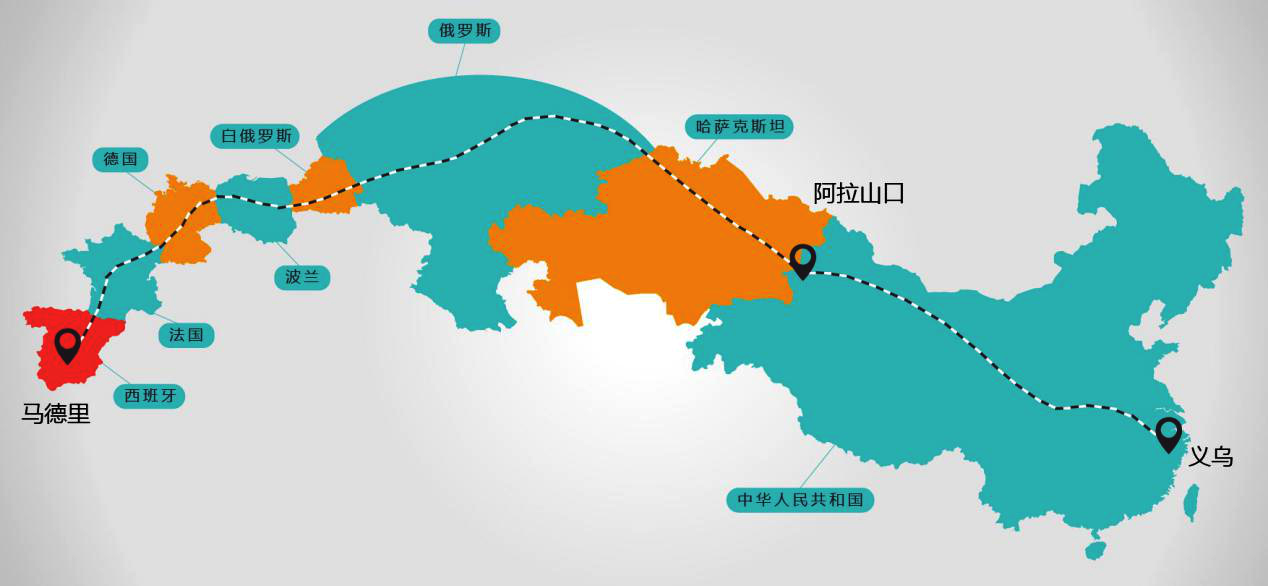 俄罗斯
哈萨克斯坦
白俄罗斯
德国
阿拉山口
波兰
法国
西班牙
马德里
义乌
中华人民共和国